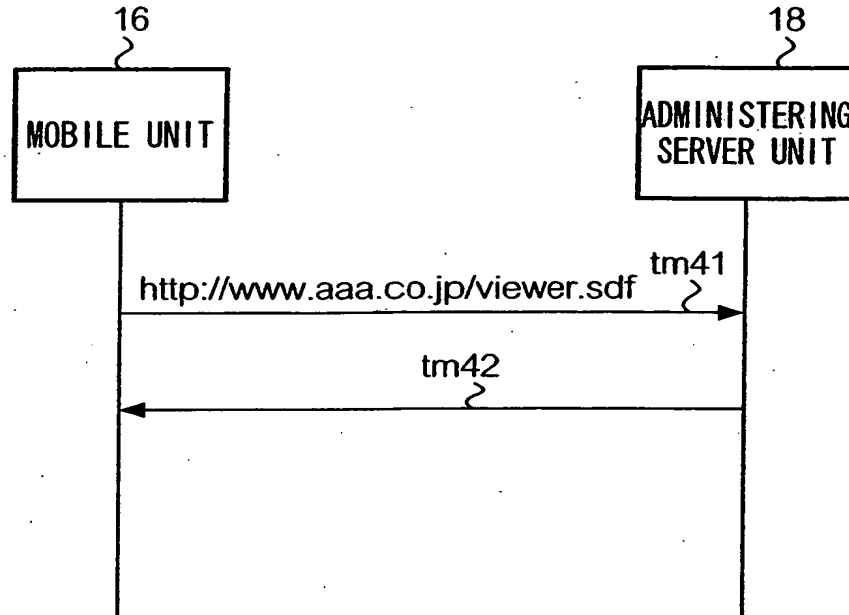 16
18
MOBILE UNIT
ADMINISTERING
SERVER UNIT
tm41
http://www.aaa.co.jp/viewer.sdf
tm42